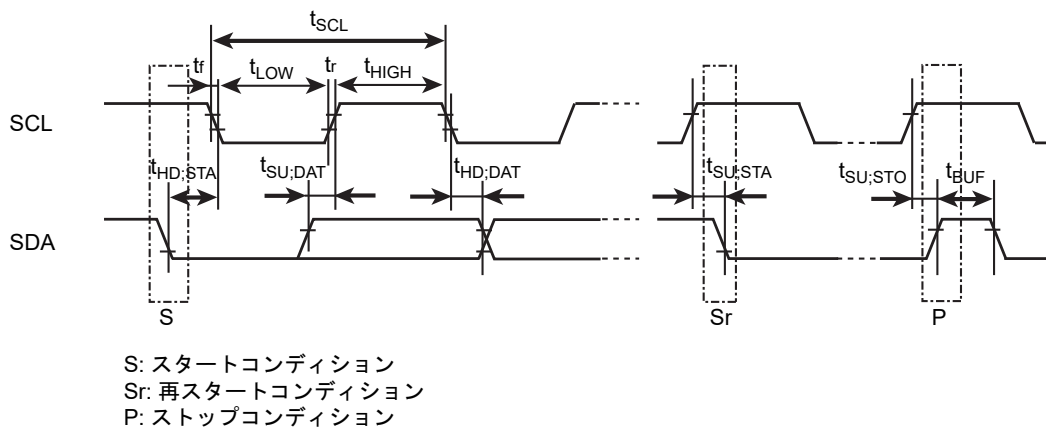 tSCL
tf
tLOW
tr
tHIGH
SCL
tHD;STA
tSU;DAT
tHD;DAT
tSU;STA
tSU;STO
tBUF
SDA
S
Sr
P
S: スタートコンディション
Sr: 再スタートコンディション
P: ストップコンディション